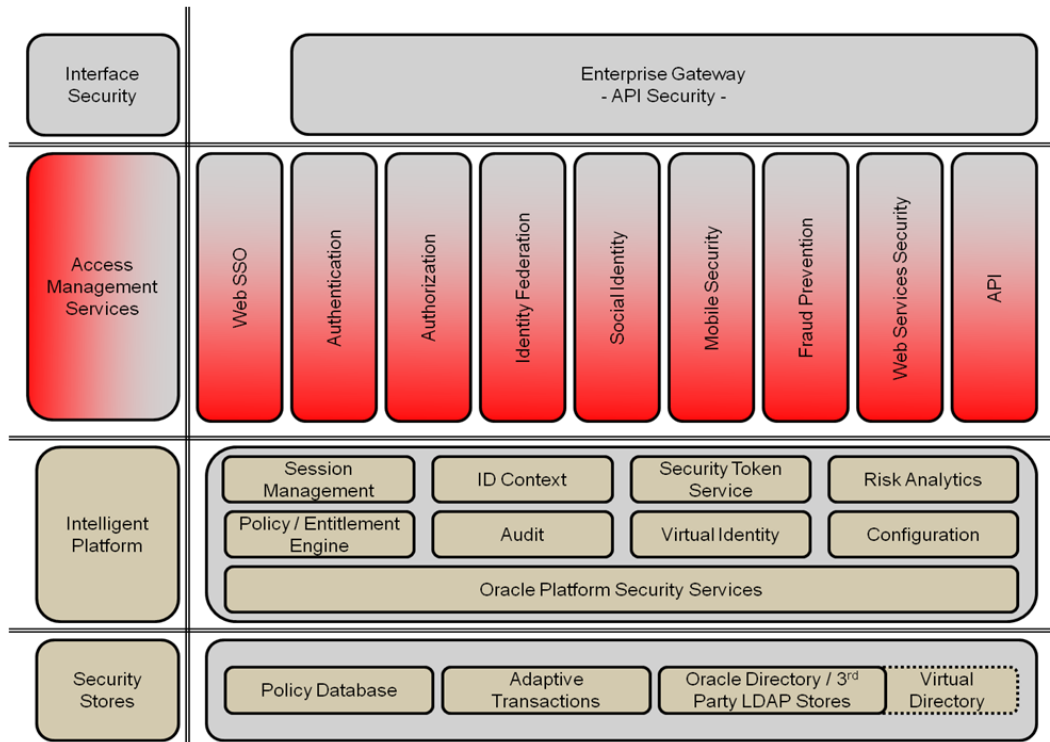 Interface
Security
Enterprise Gateway
- API Security -
Access
Management
Services
Web SSO
Authentication
Authorization
Identity Federation
Social Identity
Mobile Security
Fraud Prevention
Web Services Security
API
Intelligent
Platform
Session
Management
ID Context
Security Token
Service
Risk Analytics
Policy / Entitlement
Engine
Audit
Virtual Identity
Configuration
Oracle Platform Security Services
Security
Stores
Policy Database
Adaptive
Transactions
Oracle Directory / 3rd
Party LDAP Stores
Virtual
Directory